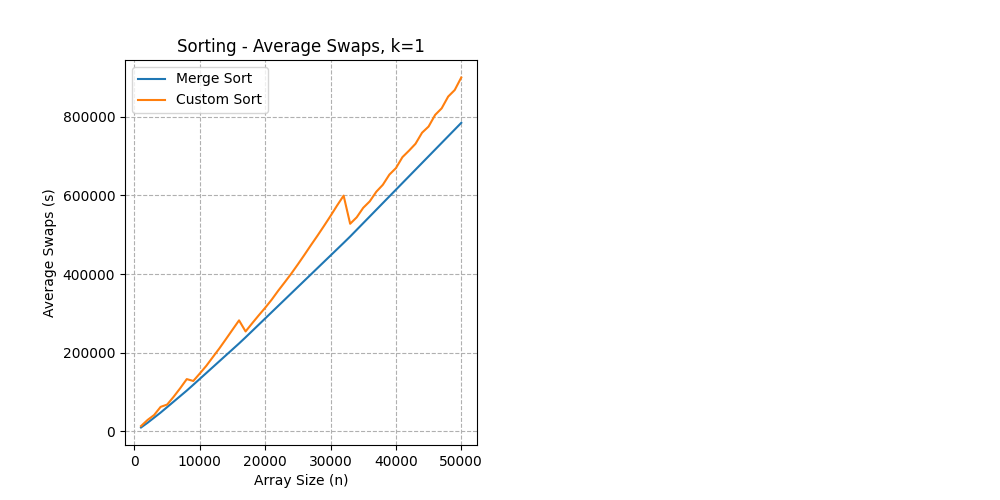 Sorting - Average Swaps, k=1
Merge Sort
Custom Sort
Average Swaps (s)
800000
600000
400000
200000
0
0 10000 20000 30000 40000 50000
Array Size (n)